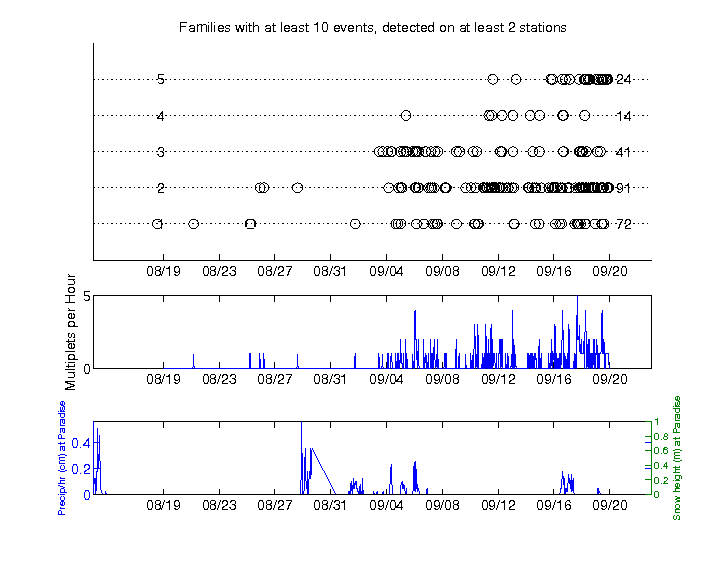 Families with at least 10 events, detected on at least 2 stations
5 24
4 14
3 41
2 91
1 72
08/19 08/23 08/27 08/31 09/04 09/08 09/12 09/16 09/20
Multiplets per Hour
5
0
08/19 08/23 08/27 08/31 09/04 09/08 09/12 09/16 09/20
Precip/hr (cm) at Paradise
0.4
0.2
0
1
0.8
0.6
0.4
0.2
0
Snow height (m) at Paradise
08/19 08/23 08/27 08/31 09/04 09/08 09/12 09/16 09/20